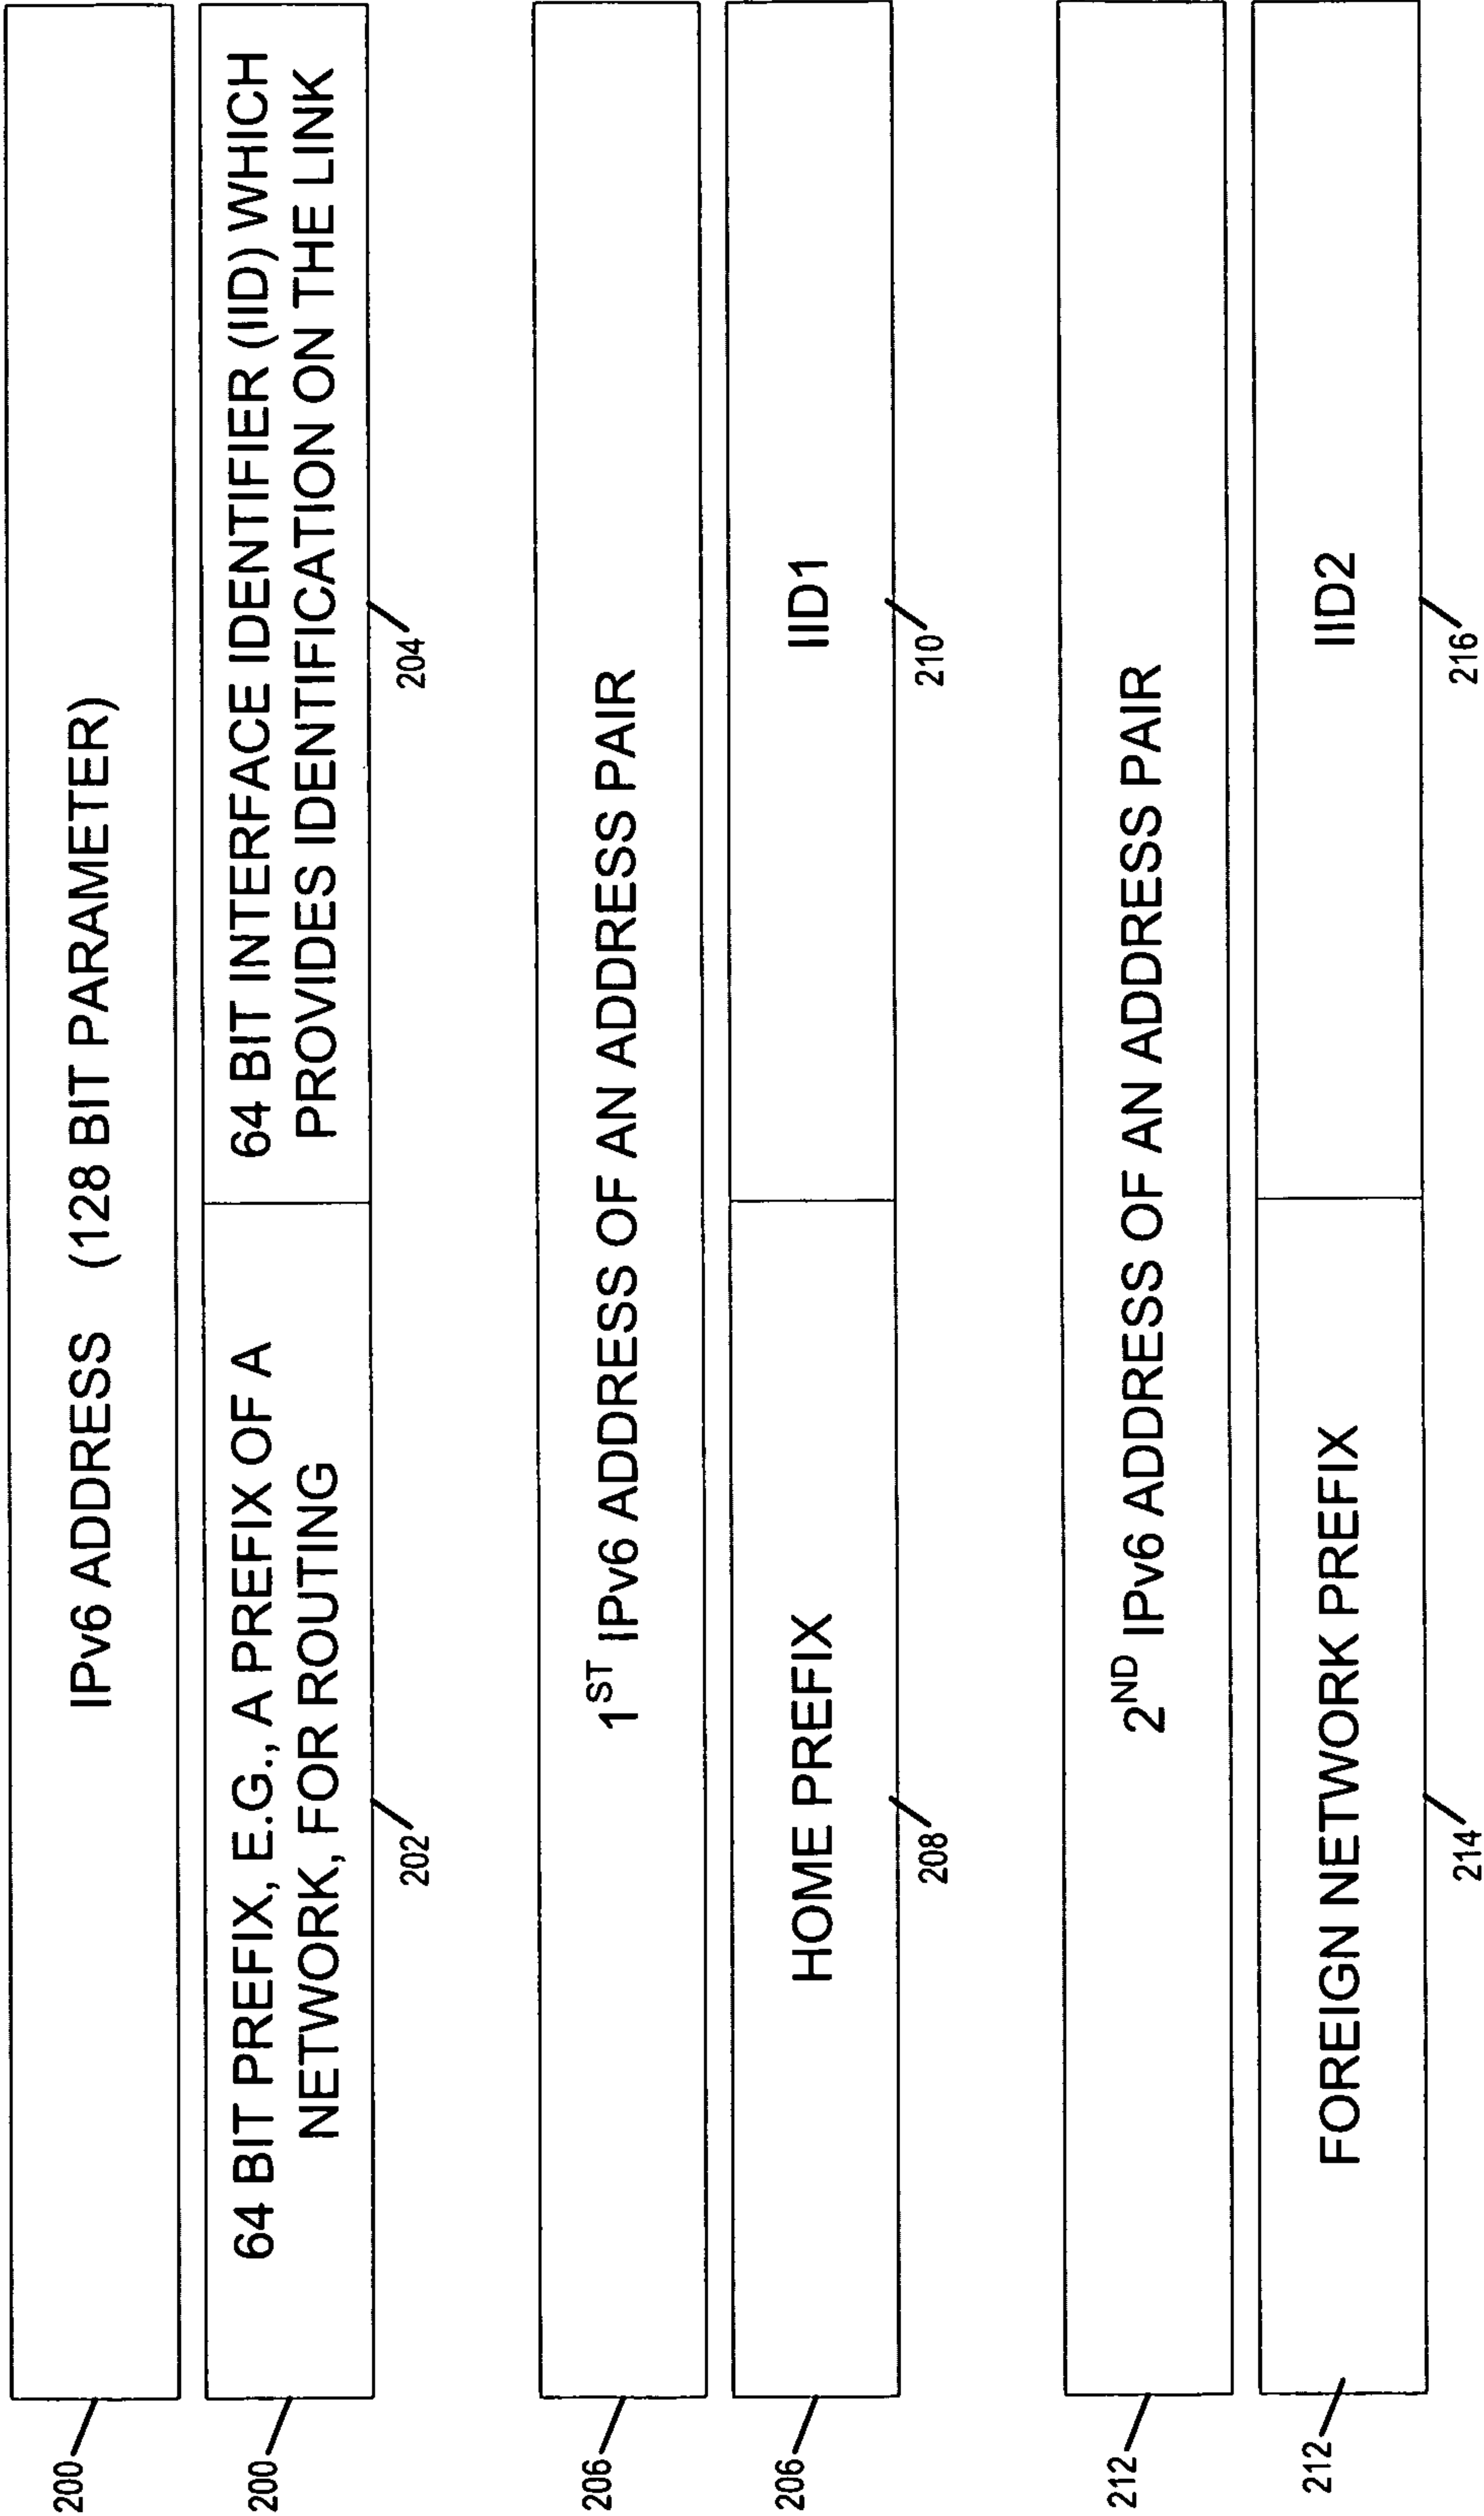 200
IPv6 ADDRESS (128 BIT PARAMETER)
200
64 BIT PREFIX, E.G., A PREFIX OF A
NETWORK, FOR ROUTING
64 BIT INTERFACE IDENTIFIER (IID) WHICH
PROVIDES IDENTIFICATION ON THE LINK
202
204
206
1ST IPv6 ADDRESS OF AN ADDRESS PAIR
206
HOME PREFIX
IID1
208
210
212
2ND IPv6 ADDRESS OF AN ADDRESS PAIR
212
FOREIGN NETWORK PREFIX
IID2
214
216